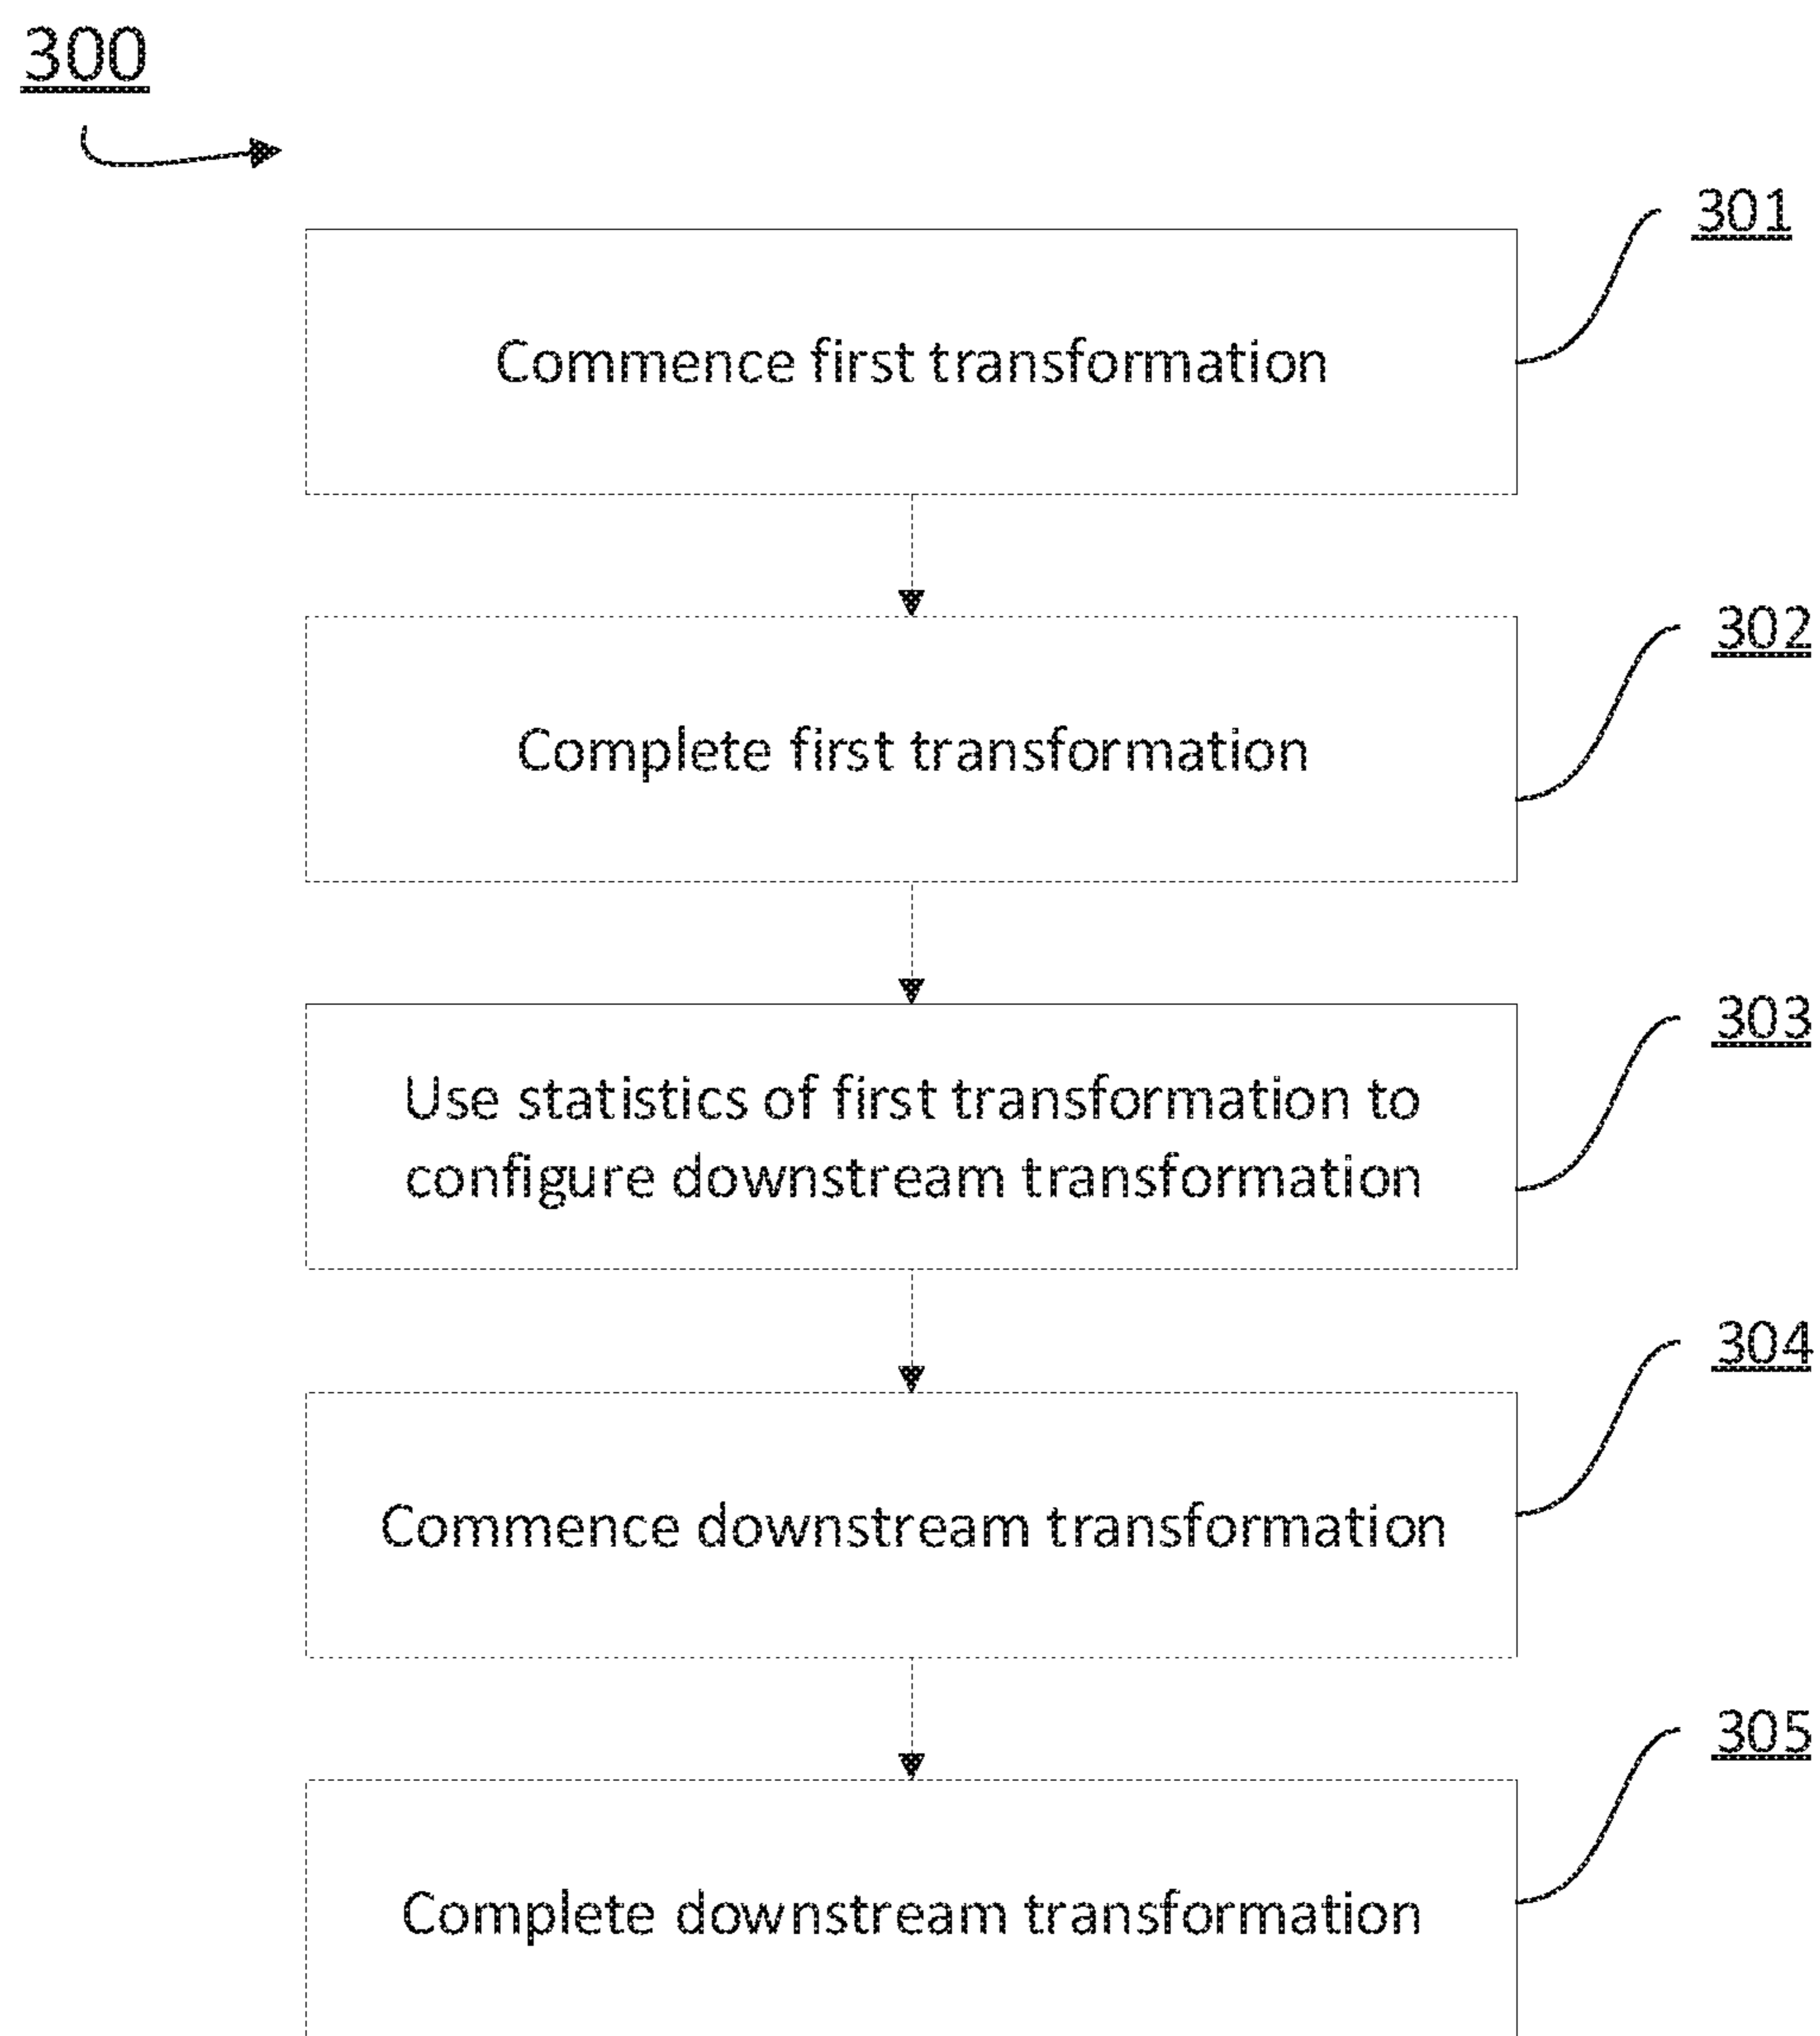 300
301
Commence first transformation
302
Complete first transformation
303
Use statistics of first transformation to
configure downstream transformation
304
Commence downstream transformation
305
Complete downstream transformation